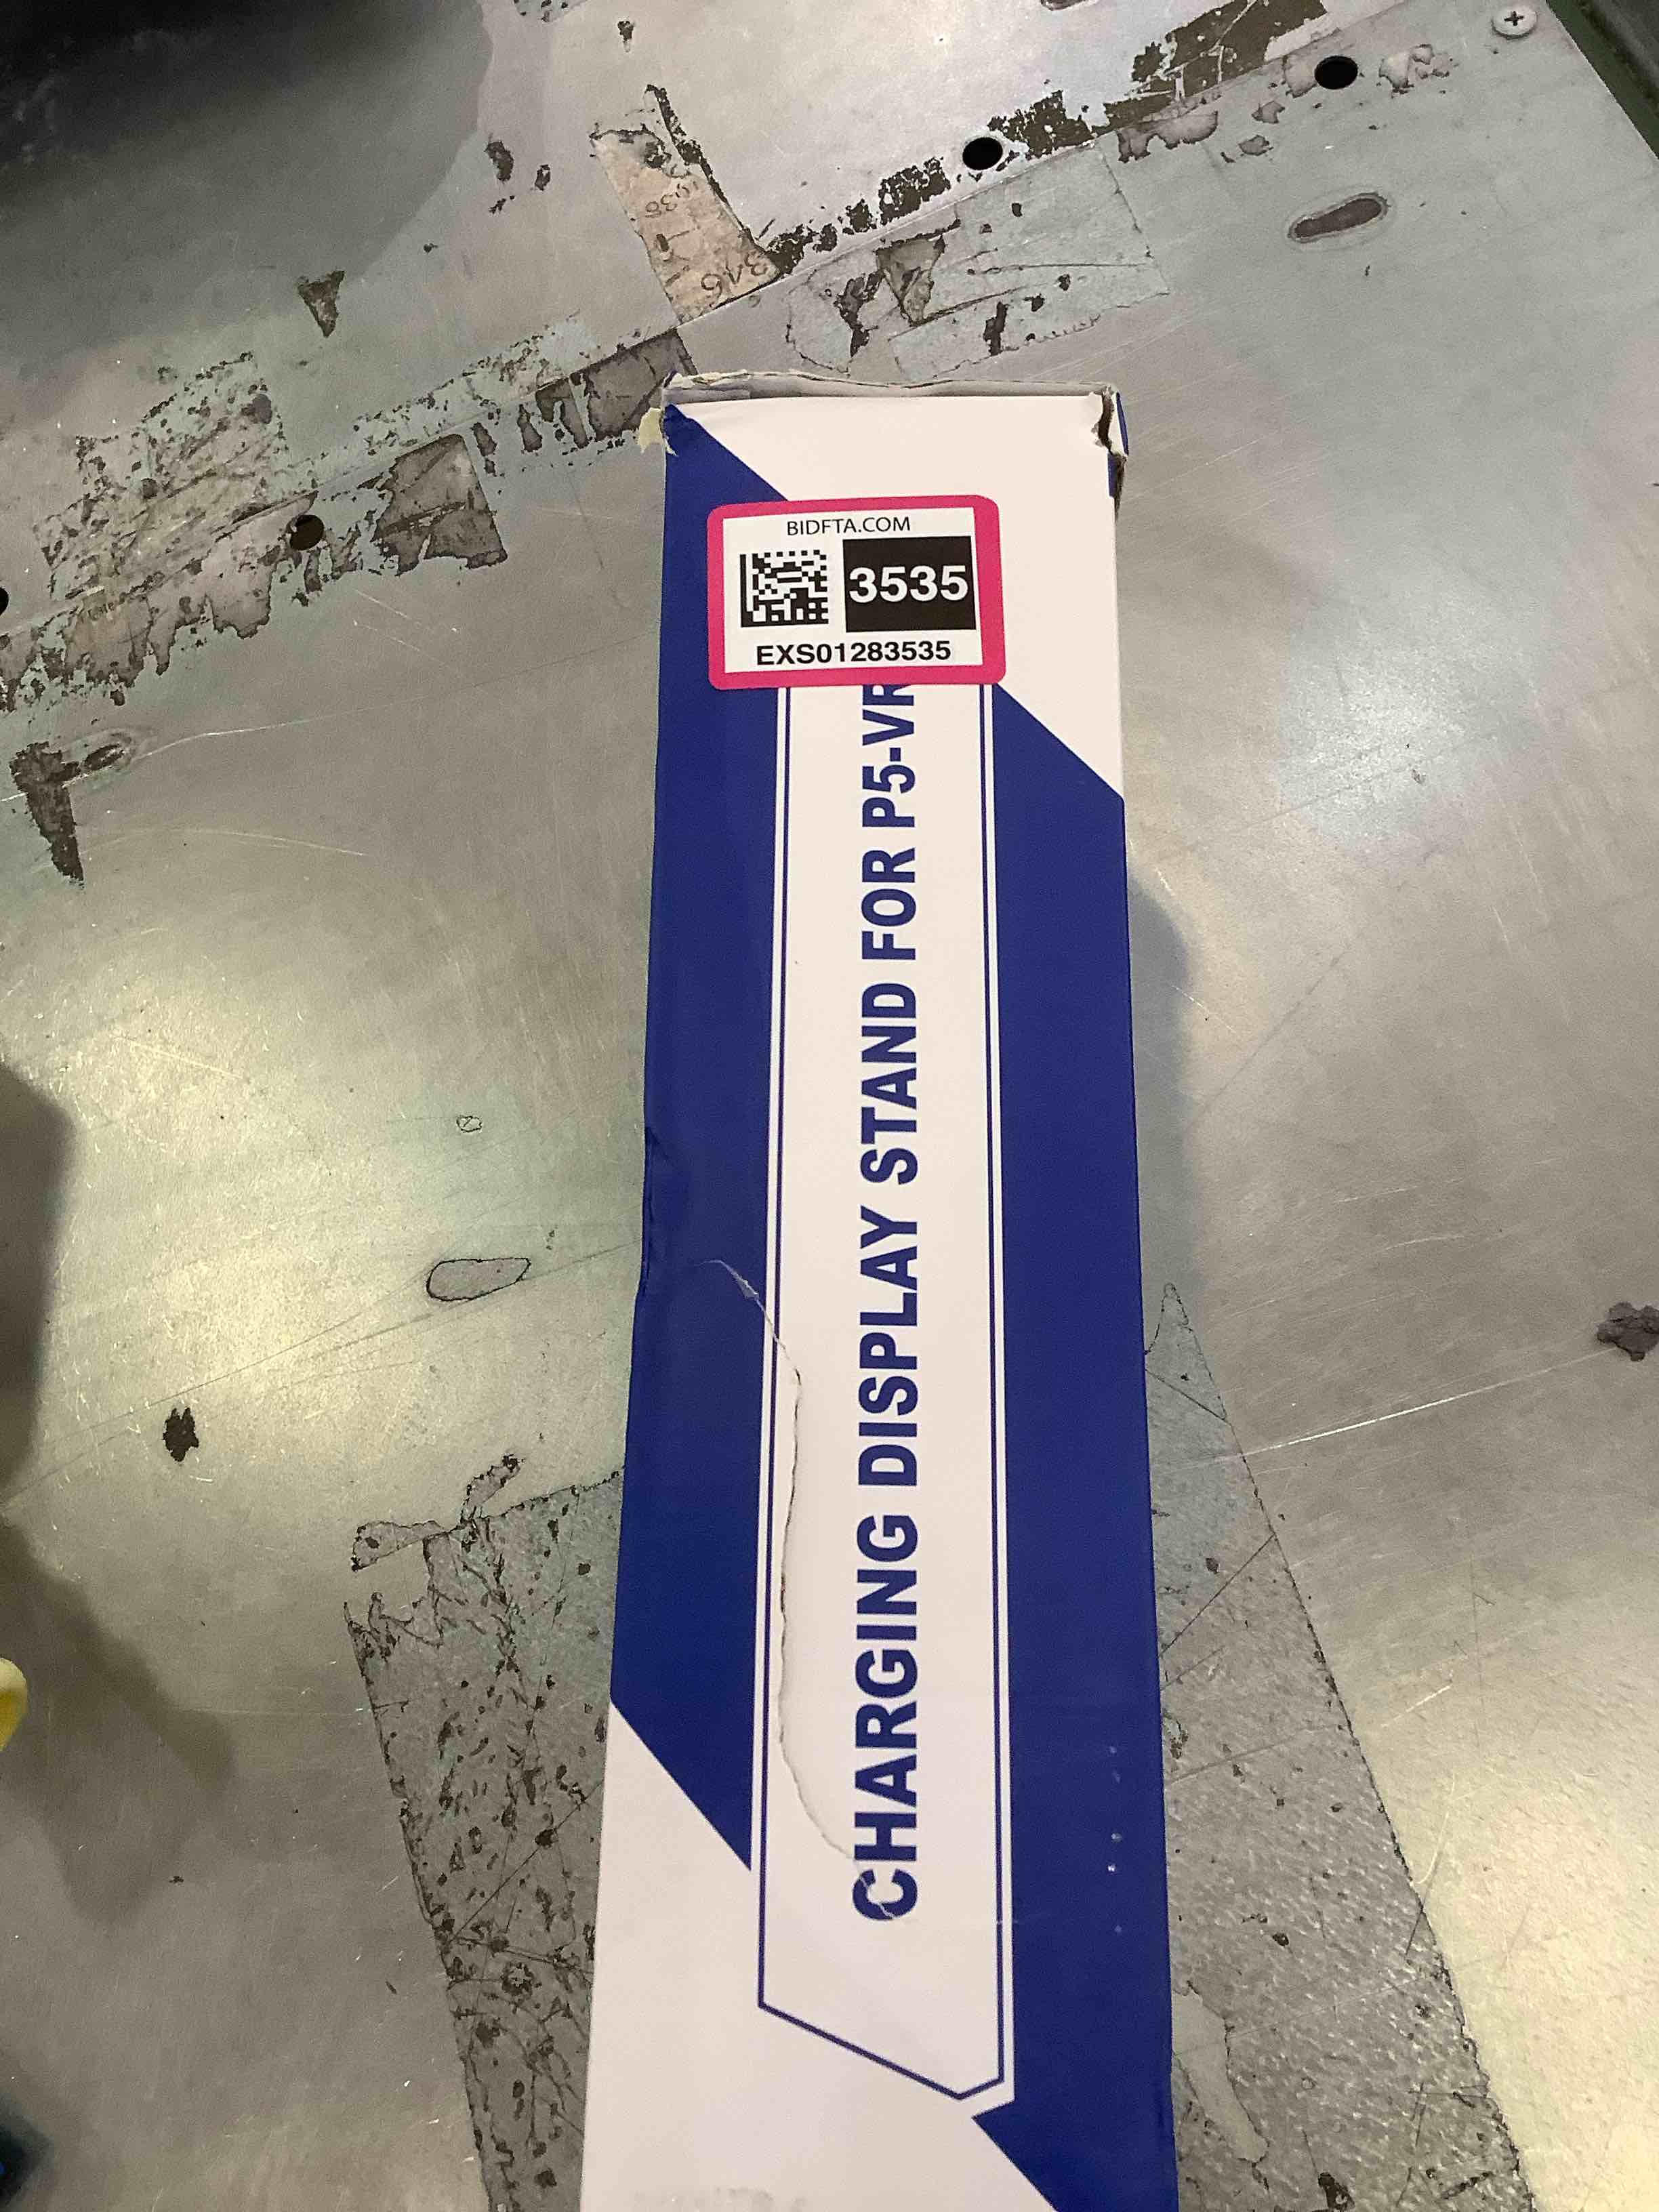 BIDFTA.COM
3535
EXS01283535
CHARGING DISPLAY STAND FOR P5-VR